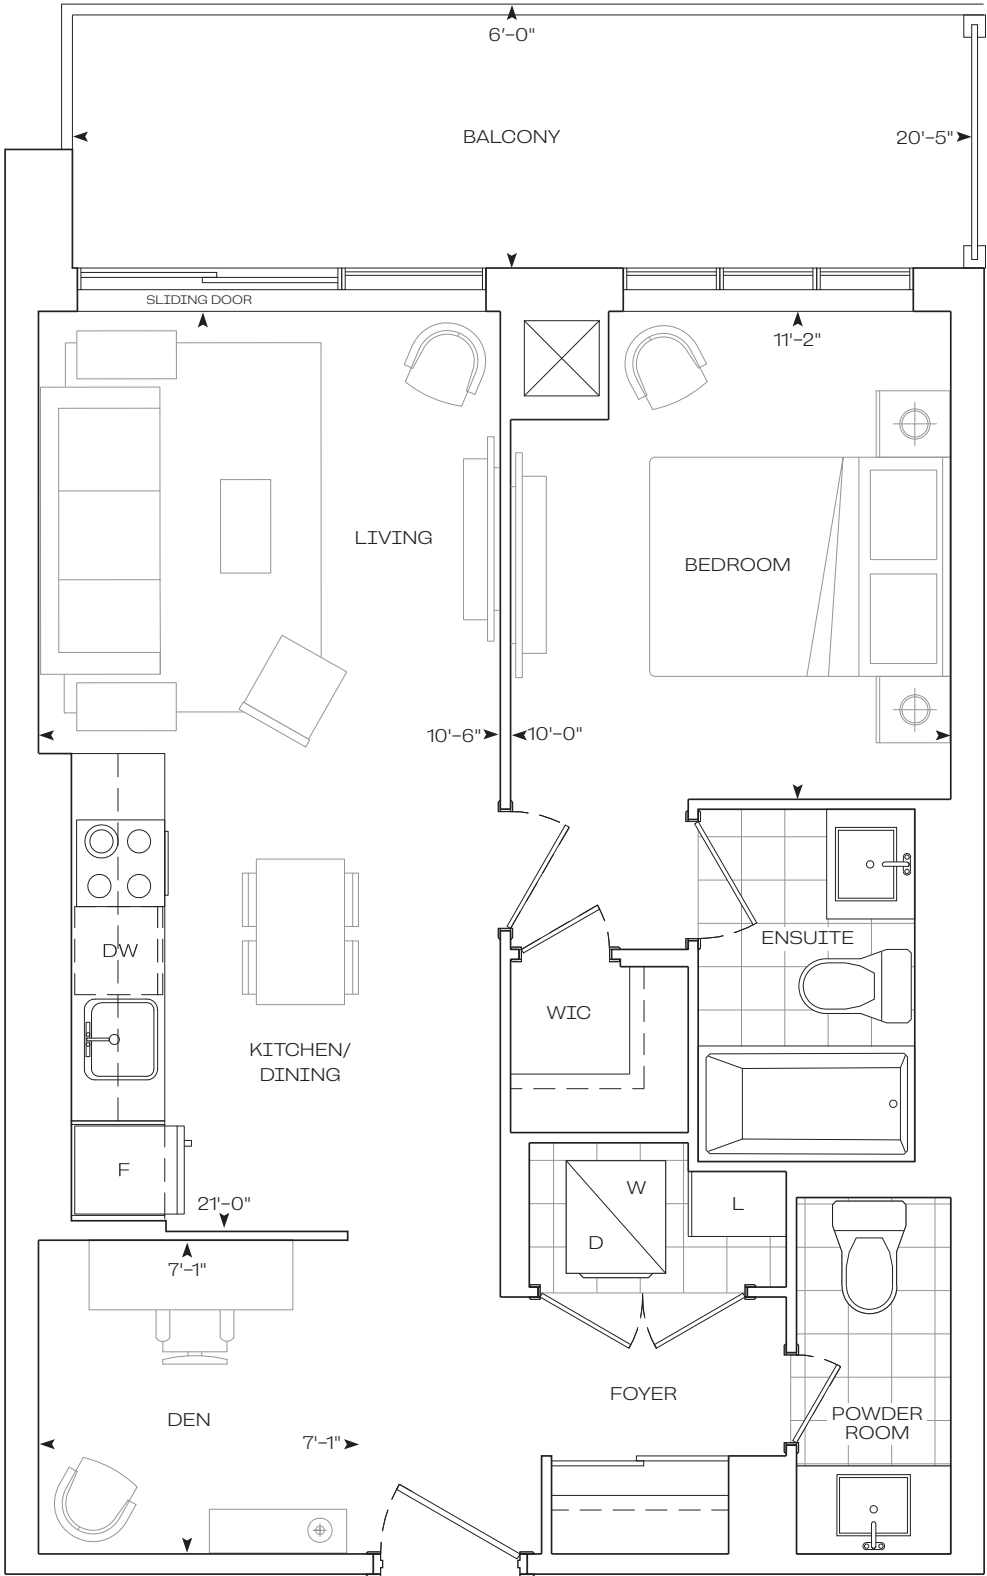 6'-0"
BALCONY
20'-5"
SLIDING DOOR
11'-2"
LIVING
BEDROOM
10'-6"
10'-0"
DW
ENSUITE
WIC
KITCHEN/
DINING
F
W
L
21'-0"
D
7'-1"
FOYER
DEN
POWDER
ROOM
7'-1"